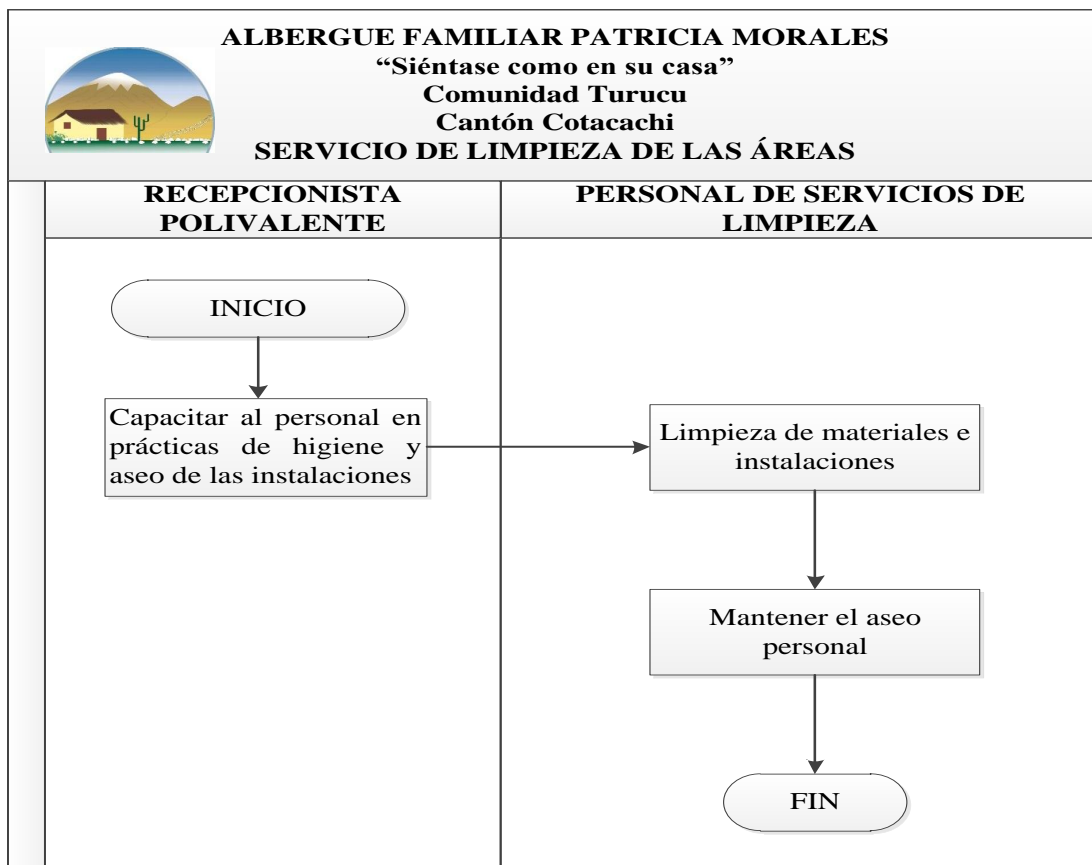 ALBERGUE FAMILIAR PATRICIA MORALES
“Siéntase como en su casa”
Comunidad Turucu
Cantón Cotacachi
SERVICIO DE LIMPIEZA DE LAS ÁREAS
RECEPCIONISTA
POLIVALENTE
PERSONAL DE SERVICIOS DE
LIMPIEZA
INICIO
Capacitar al personal en
prácticas de higiene y
aseo de las instalaciones
Limpieza de materiales e
instalaciones
Mantener el aseo
personal
FIN